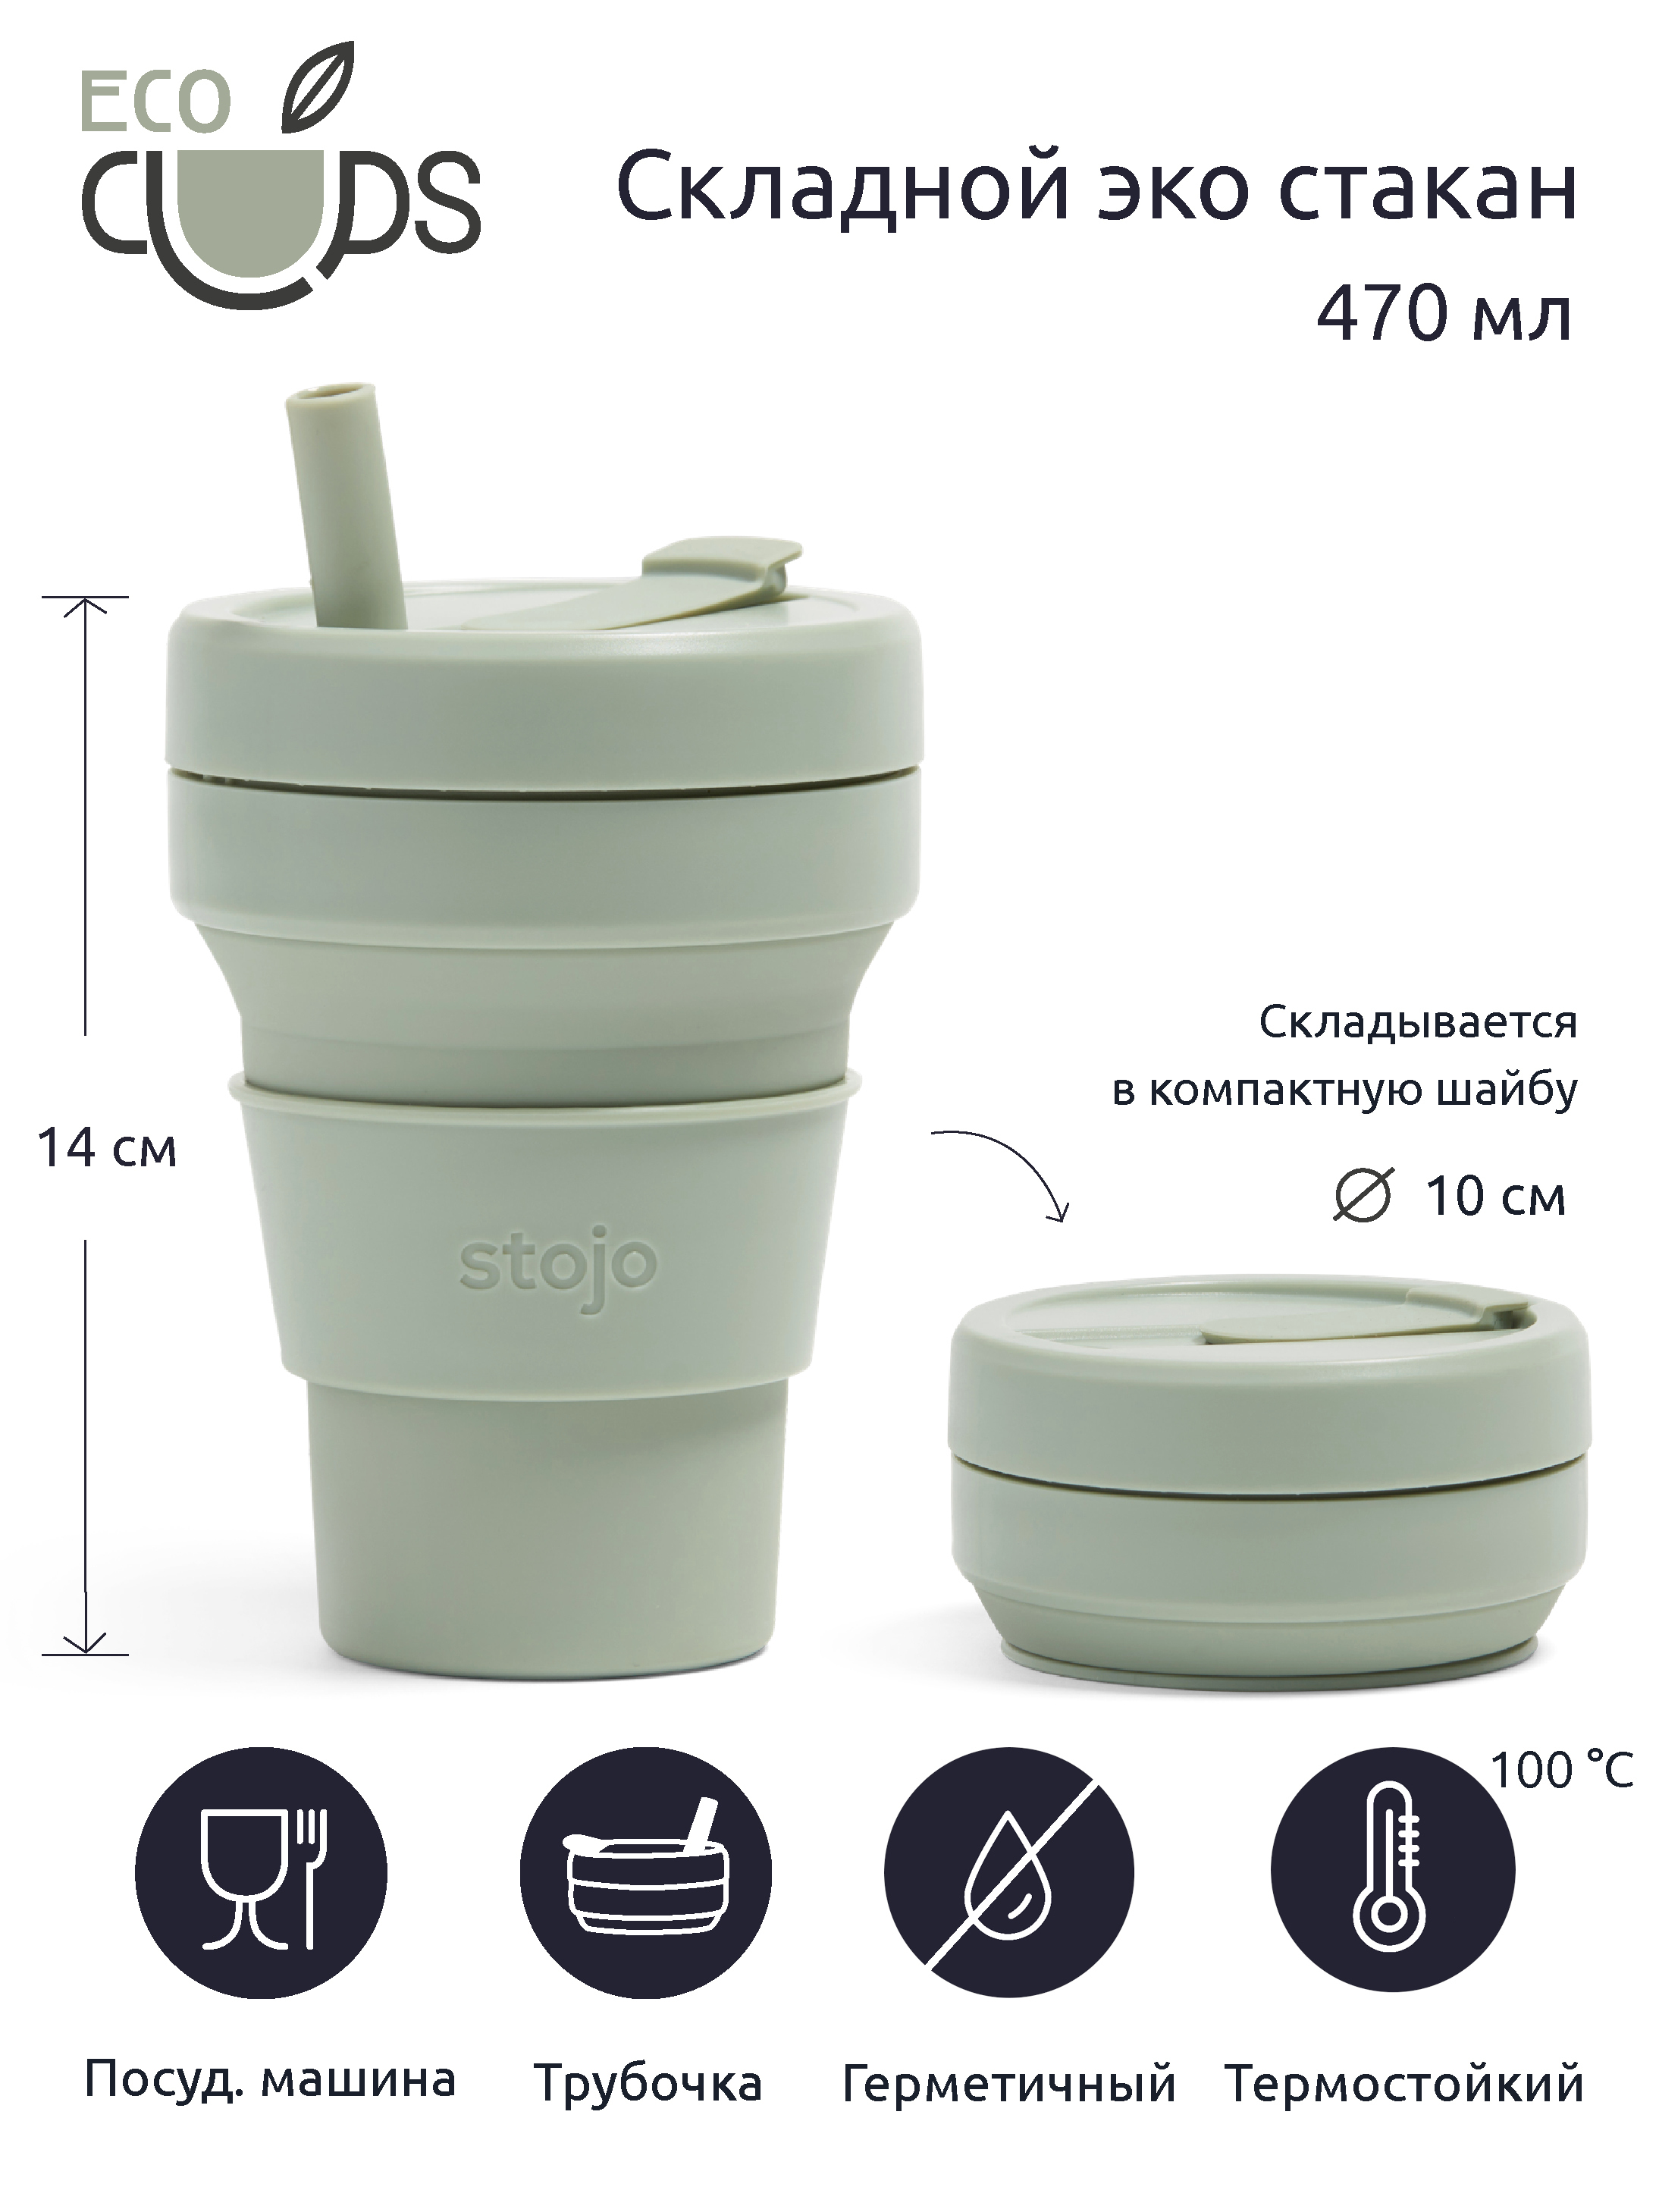 ECO
CUPS
Складной эко стакан
470 мл
Складывается
в компактную шайбу
14 см
10 см
stojo
100 °C
Посуд. машина
Трубочка
Герметичный
Термостойкий